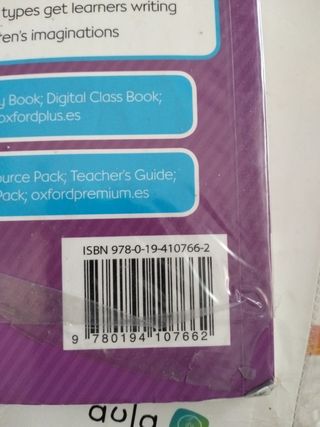 types get learners writing
ren's imaginations
y Book; Digital Class Book;
oxfordplus.es
ource Pack; Teacher's Guide;
Pack; oxfordpremium.es
ISBN 978-0-19-410766-2
9 780194 107662
aula